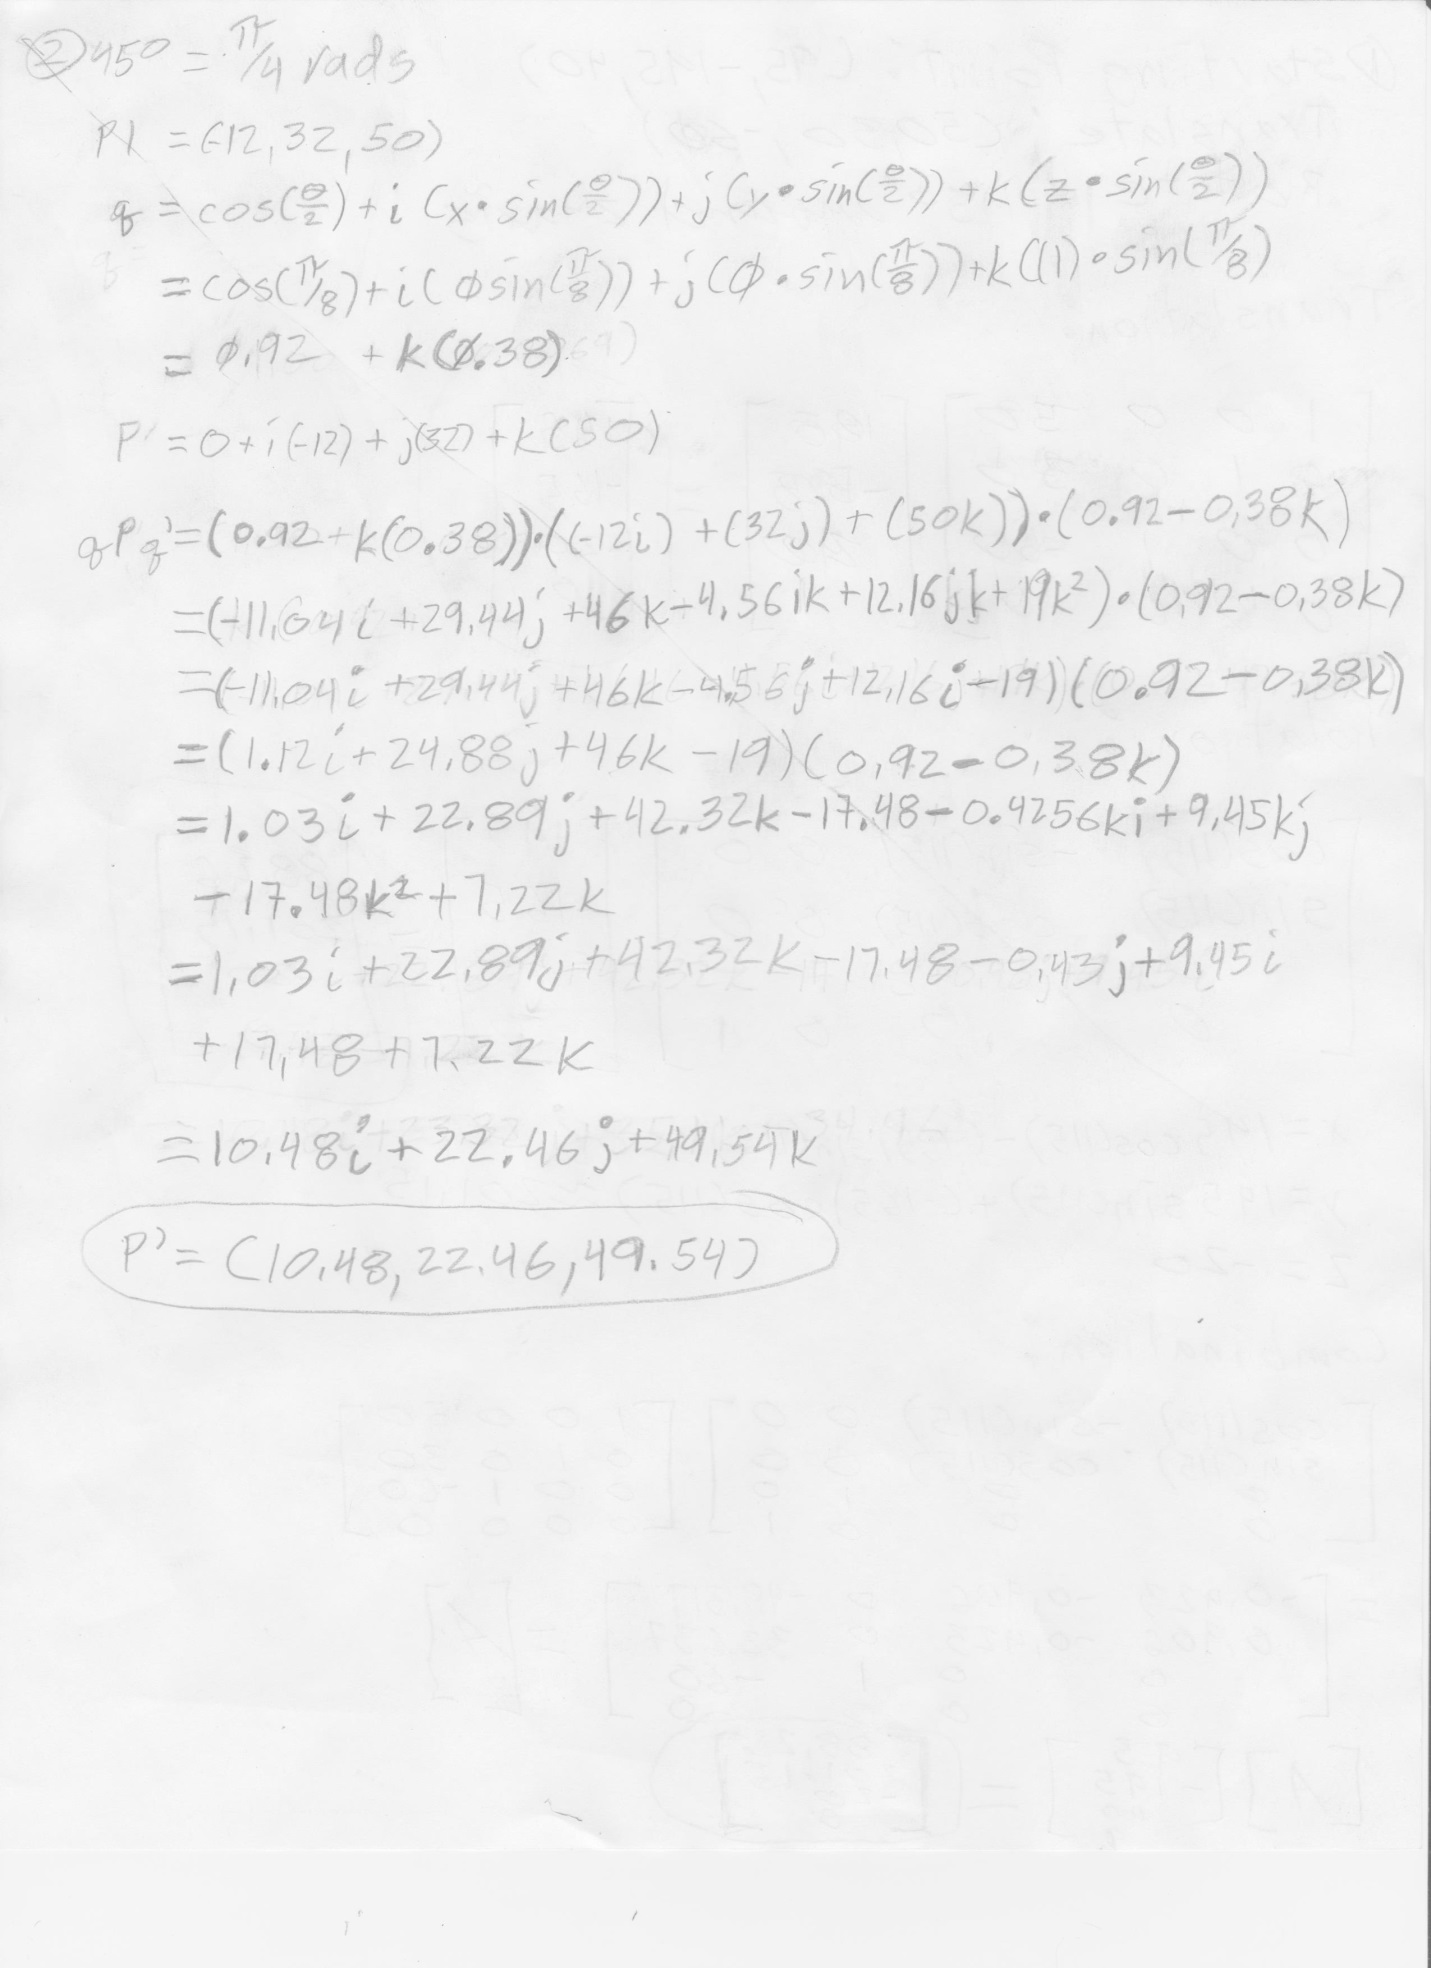 ② 45° = π/4 rads
P1 = (-12, 32, 50)
q = cos(θ/2) + i (x • sin(θ/2)) + j (y • sin(θ/2)) + k (z • sin(θ/2))
= cos(π/8) + i (0 sin(π/8)) + j (0 • sin(π/8)) + k ((1) • sin(π/8)
= 0.92 + k (0.38)
P' = 0 + i (-12) + j (32) + k (50)
qPq' = (0.92 + k(0.38)) • ((-12i) + (32j) + (50k)) • (0.92 - 0.38k)
= (-11.04i + 29.44j + 46k - 4.56ik + 12.16jk + 19k²) • (0.92 - 0.38k)
= (-11.04i + 29.44j + 46k - 4.56j + 12.16i - 19)(0.92 - 0.38k)
= (1.12i + 24.88j + 46k - 19)(0.92 - 0.38k)
= 1.03i + 22.89j + 42.32k - 17.48 - 0.4256ki + 9.45kj
- 17.48k² + 7.22k
= 1.03i + 22.89j + 42.32k - 17.48 - 0.43j + 9.45i
+ 17.48 + 7.22k
= 10.48i + 22.46j + 49.54k
P' = (10.48, 22.46, 49.54)